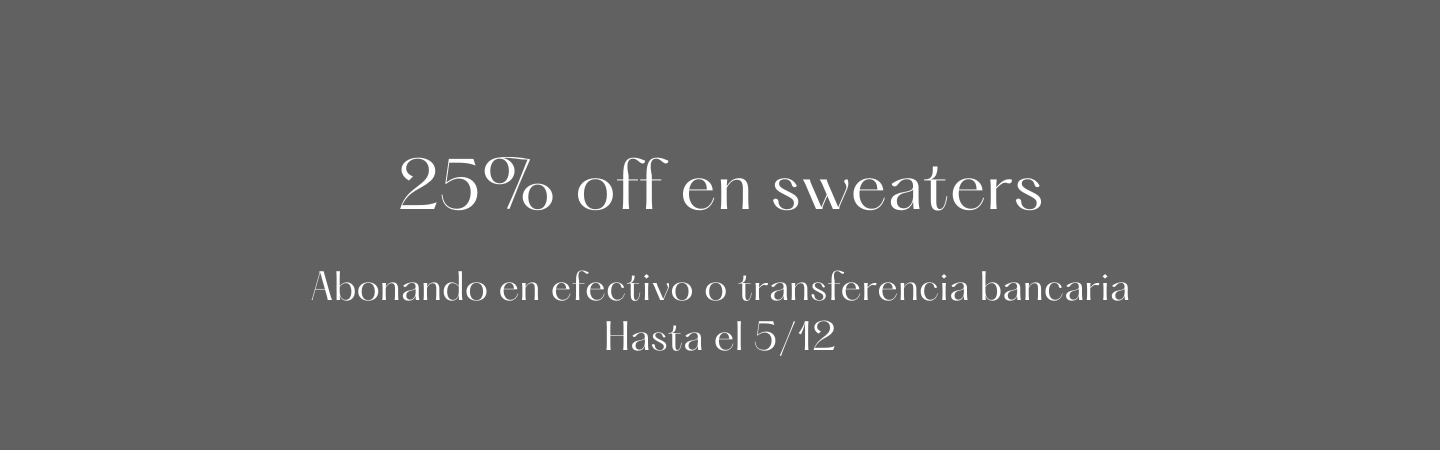 25% off en sweaters
Abonando en efectivo o transferencia bancaria
Hasta el 5/12